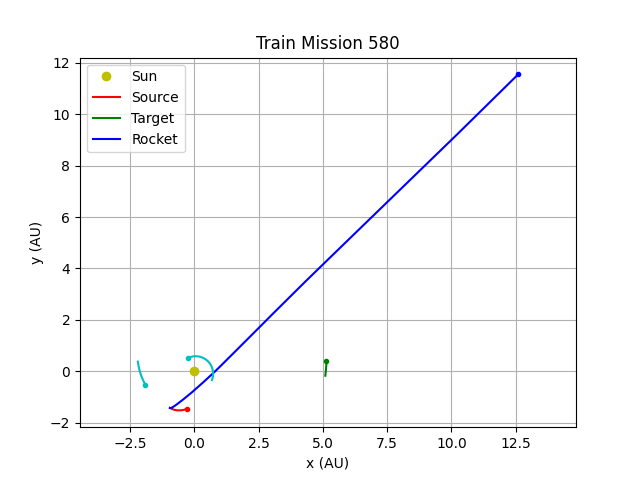 Train Mission 580
Sun
Source
Target
Rocket
12
10
8
6
4
2
0
−2
y (AU)
−2.5 0.0 2.5 5.0 7.5 10.0 12.5
x (AU)